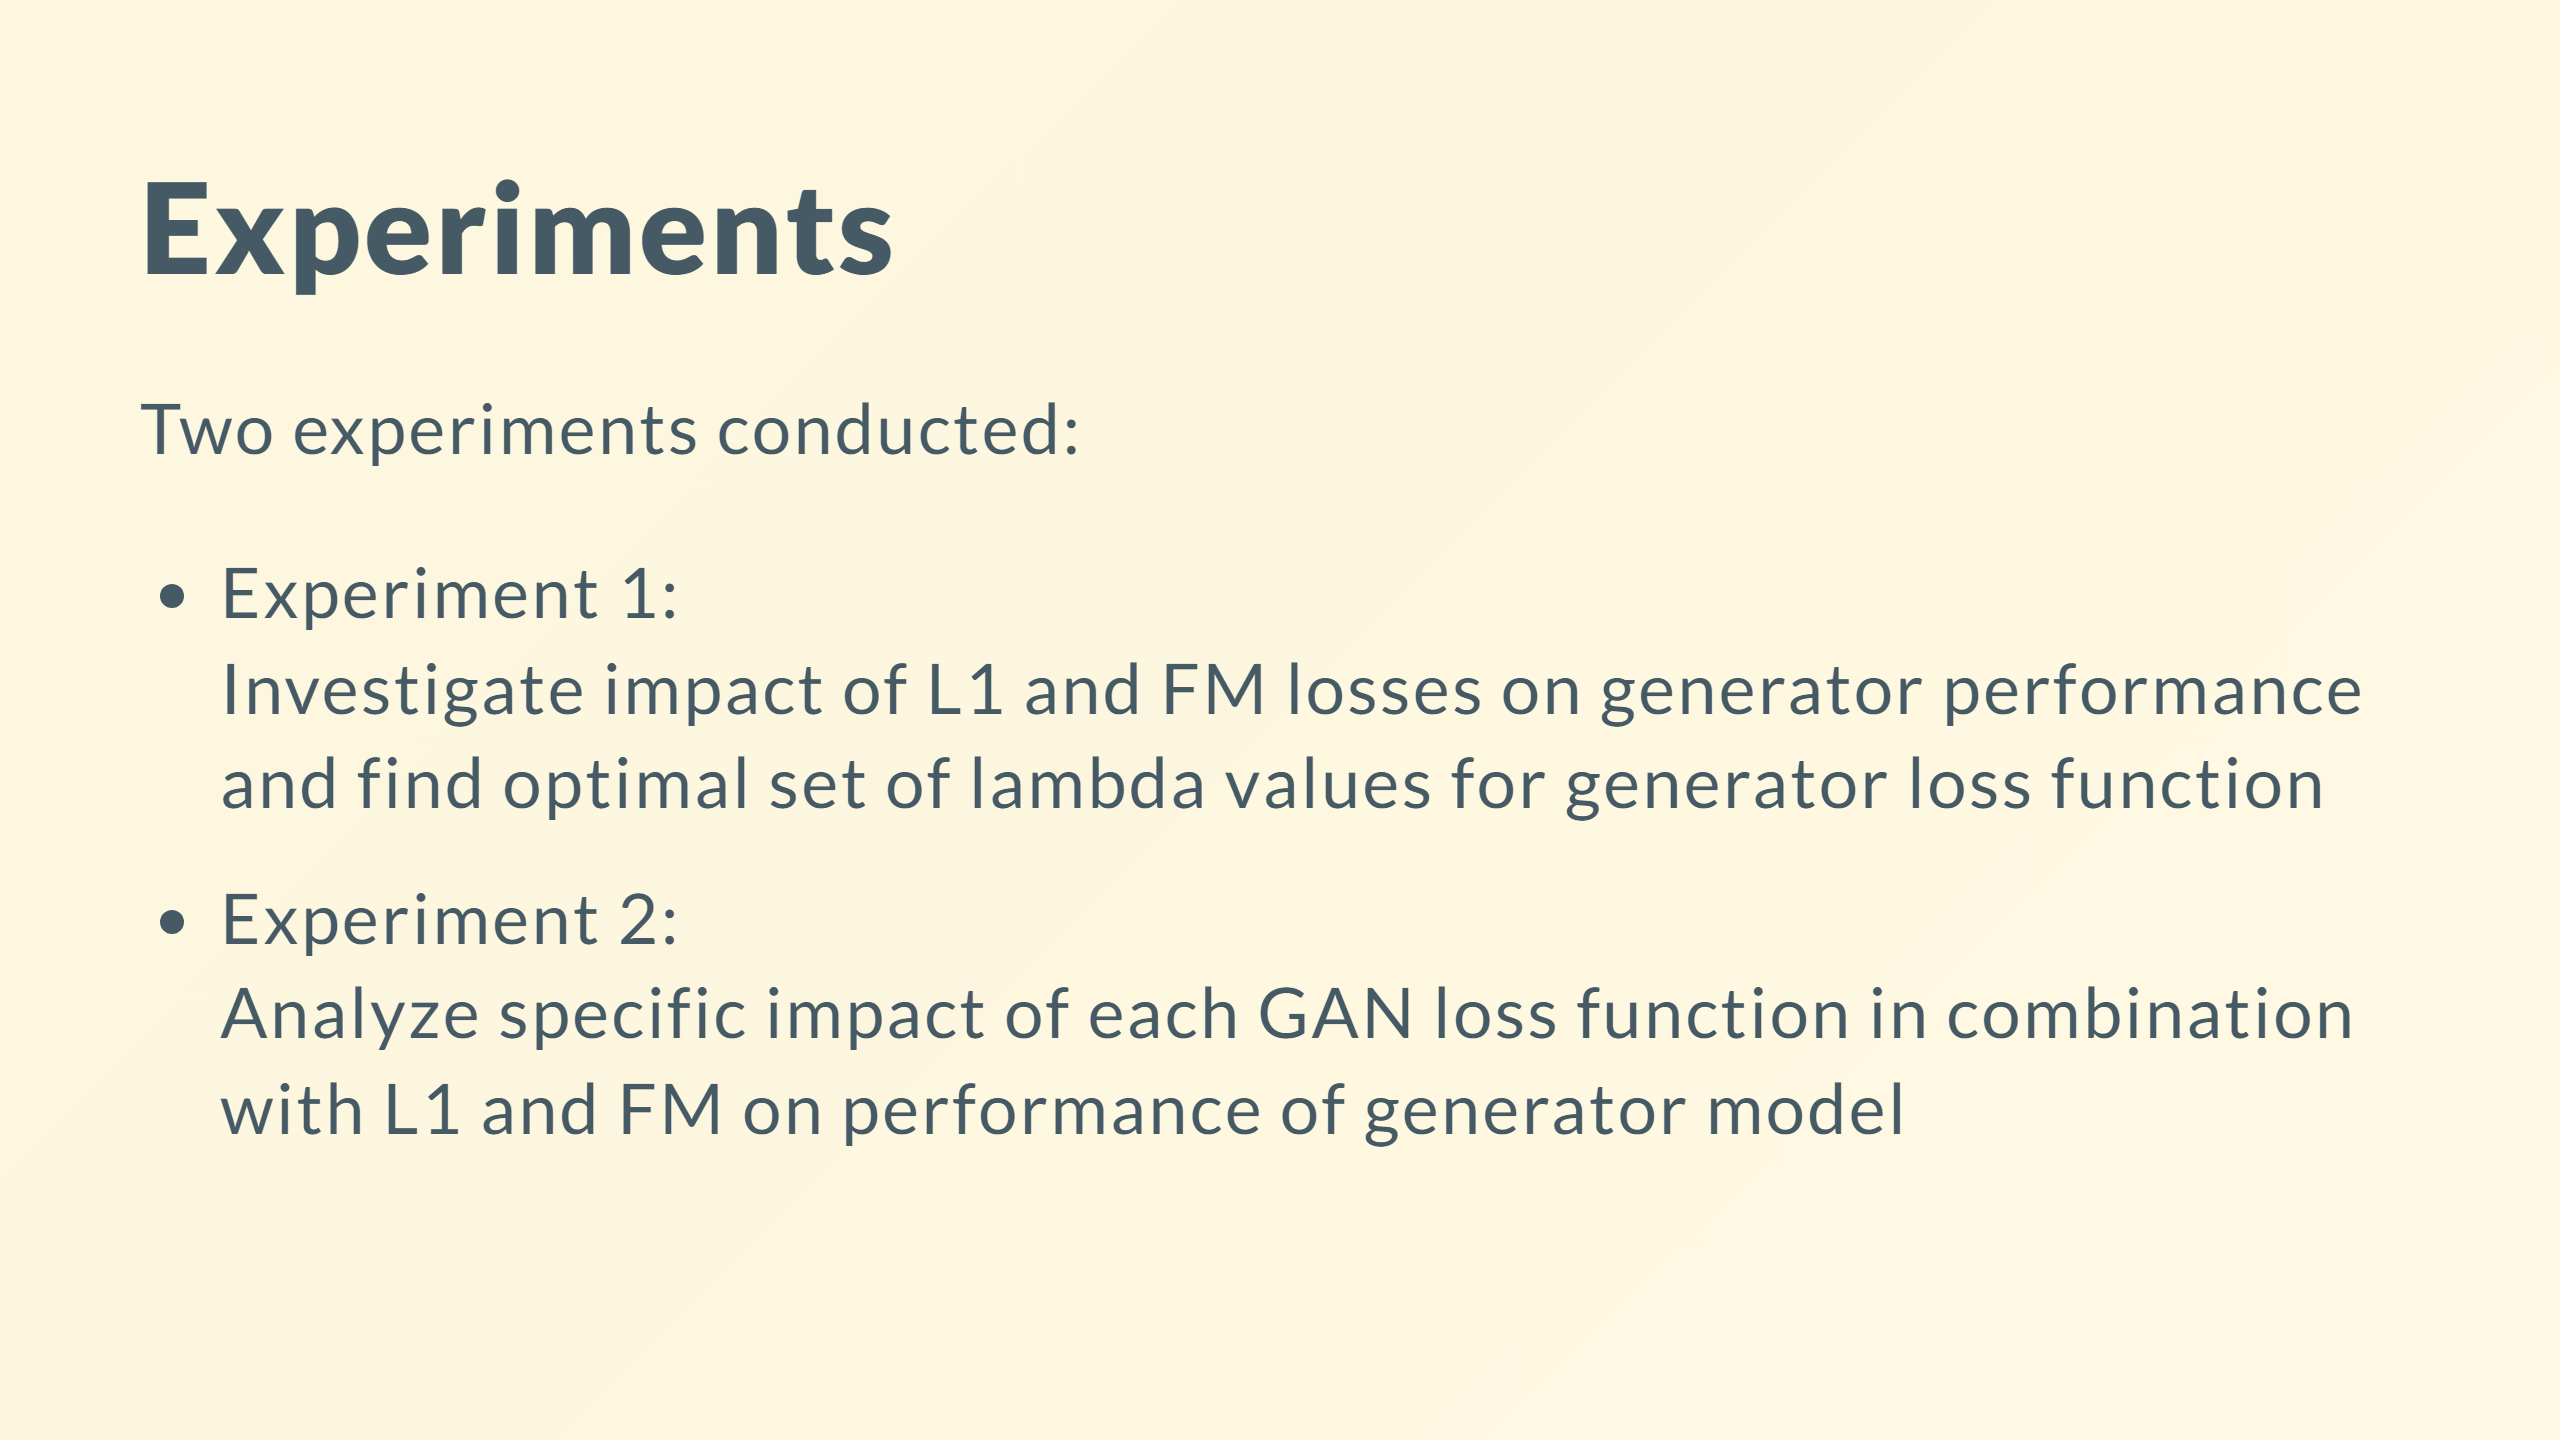 Experiments
Two experiments conducted:
• Experiment 1:
Investigate impact of L1 and FM losses on generator performance
and find optimal set of lambda values for generator loss function
• Experiment 2:
Analyze specific impact of each GAN loss function in combination
with L1 and FM on performance of generator model